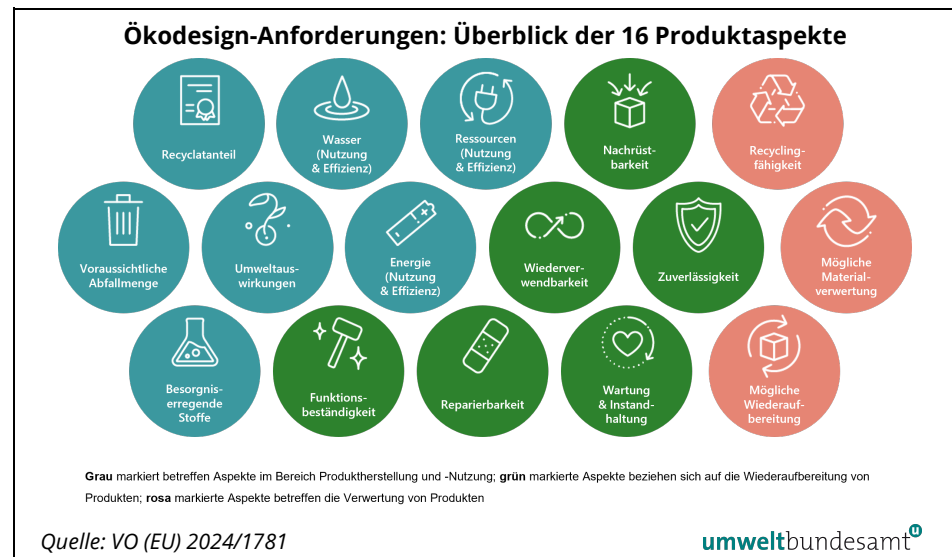 Ökodesign-Anforderungen: Überblick der 16 Produktaspekte
Recyclatanteil
Wasser
(Nutzung
& Effizienz)
Ressourcen
(Nutzung
& Effizienz)
Nachrüst-
barkeit
Recycling-
fähigkeit
Voraussichtliche
Abfallmenge
Umweltaus-
wirkungen
Energie
(Nutzung
& Effizienz)
Wiederver-
wendbarkeit
Zuverlässigkeit
Mögliche
Material-
verwertung
Besorgnis-
erregende
Stoffe
Funktions-
beständigkeit
Reparierbarkeit
Wartung
& Instand-
haltung
Mögliche
Wiederauf-
bereitung
Grau markiert betreffen Aspekte im Bereich Produktherstellung und -Nutzung; grün markierte Aspekte beziehen sich auf die Wiederaufbereitung von
Produkten; rosa markierte Aspekte betreffen die Verwertung von Produkten
Quelle: VO (EU) 2024/1781
umweltbundesamt u